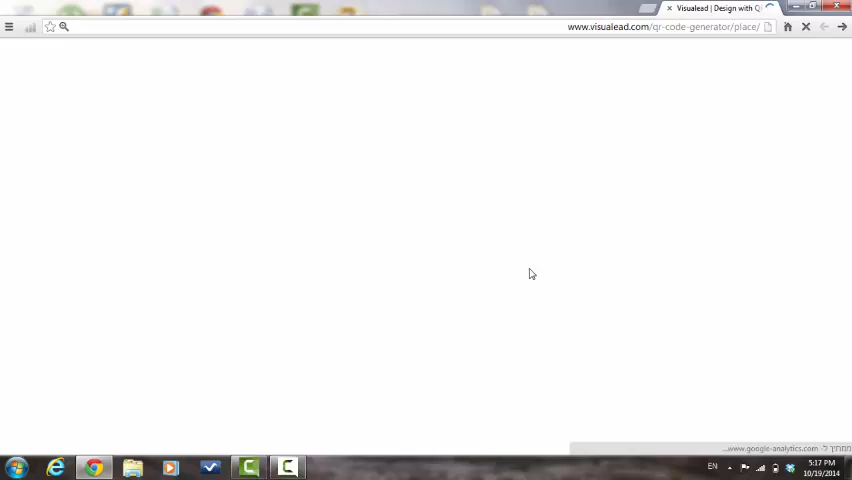 Visualead | Design with Q
www.visualead.com/qr-code-generator/place/
ממתין ל- www.google-analytics.com...
EN
5:17 PM
10/19/2014